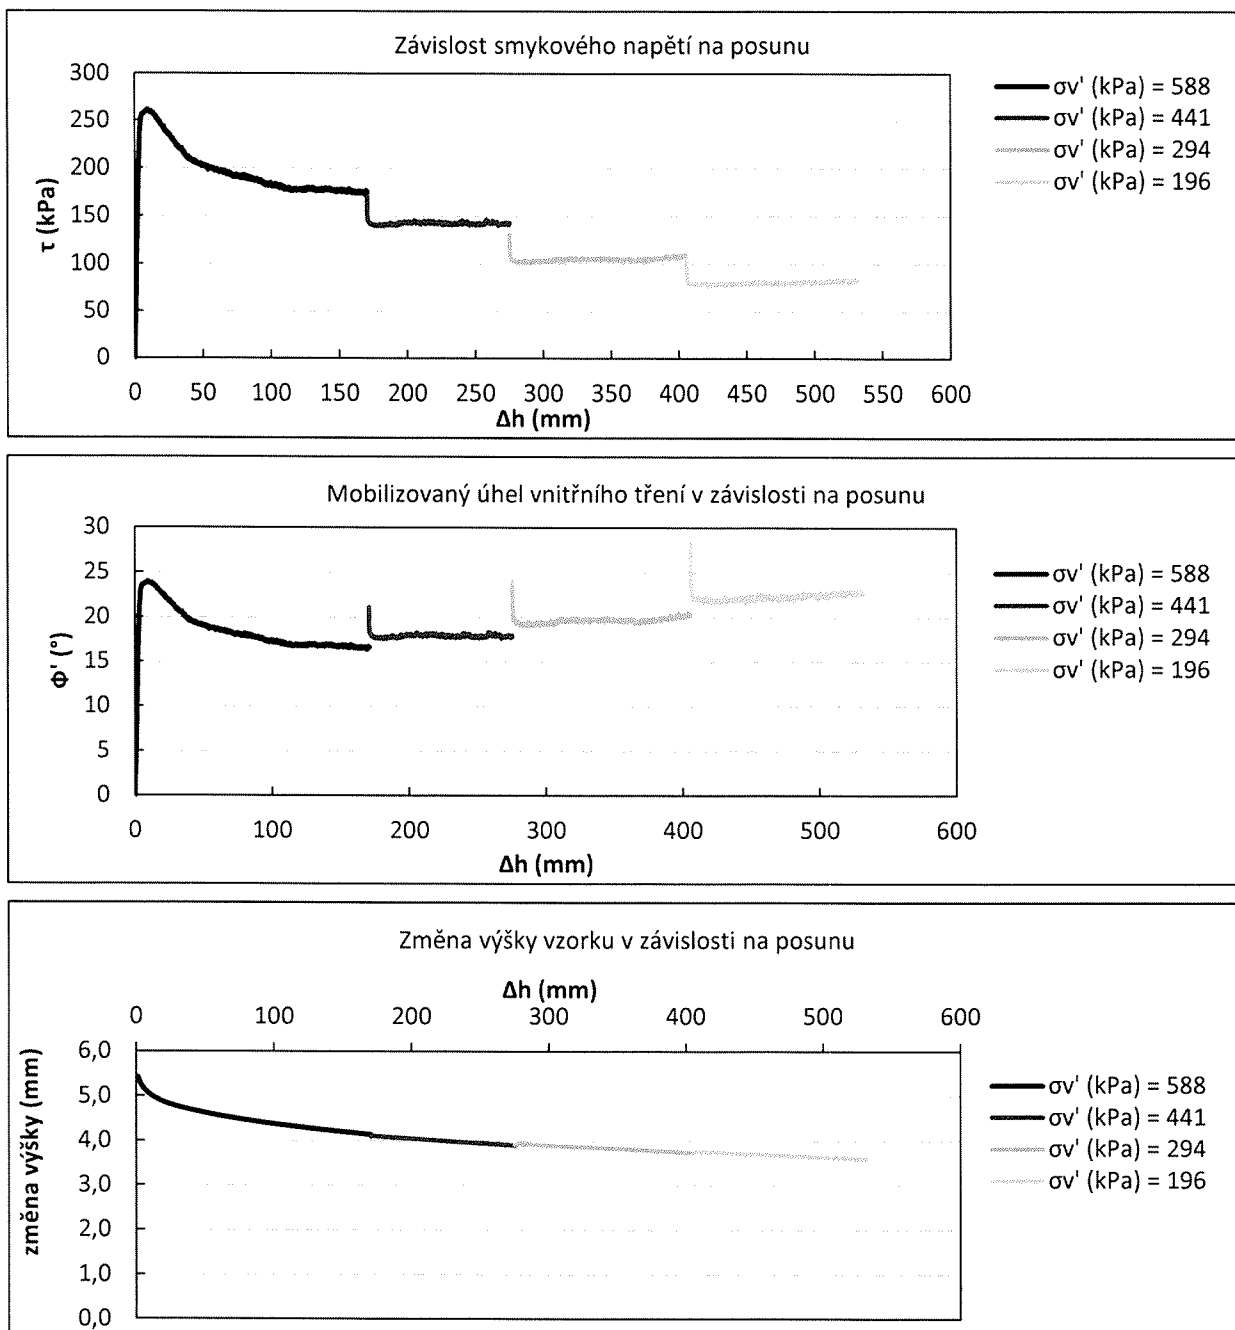 Závislost smykového napětí na posunu
300
250
200
150
100
50
0
τ (kPa)
0 50 100 150 200 250 300 350 400 450 500 550 600
Δh (mm)
σv' (kPa) = 588
σv' (kPa) = 441
σv' (kPa) = 294
σv' (kPa) = 196
Mobilizovaný úhel vnitřního tření v závislosti na posunu
30
25
20
15
10
5
0
Φ' (°)
0 100 200 300 400 500 600
Δh (mm)
σv' (kPa) = 588
σv' (kPa) = 441
σv' (kPa) = 294
σv' (kPa) = 196
Změna výšky vzorku v závislosti na posunu
Δh (mm)
0 100 200 300 400 500 600
6,0
5,0
4,0
3,0
2,0
1,0
0,0
změna výšky (mm)
σv' (kPa) = 588
σv' (kPa) = 441
σv' (kPa) = 294
σv' (kPa) = 196